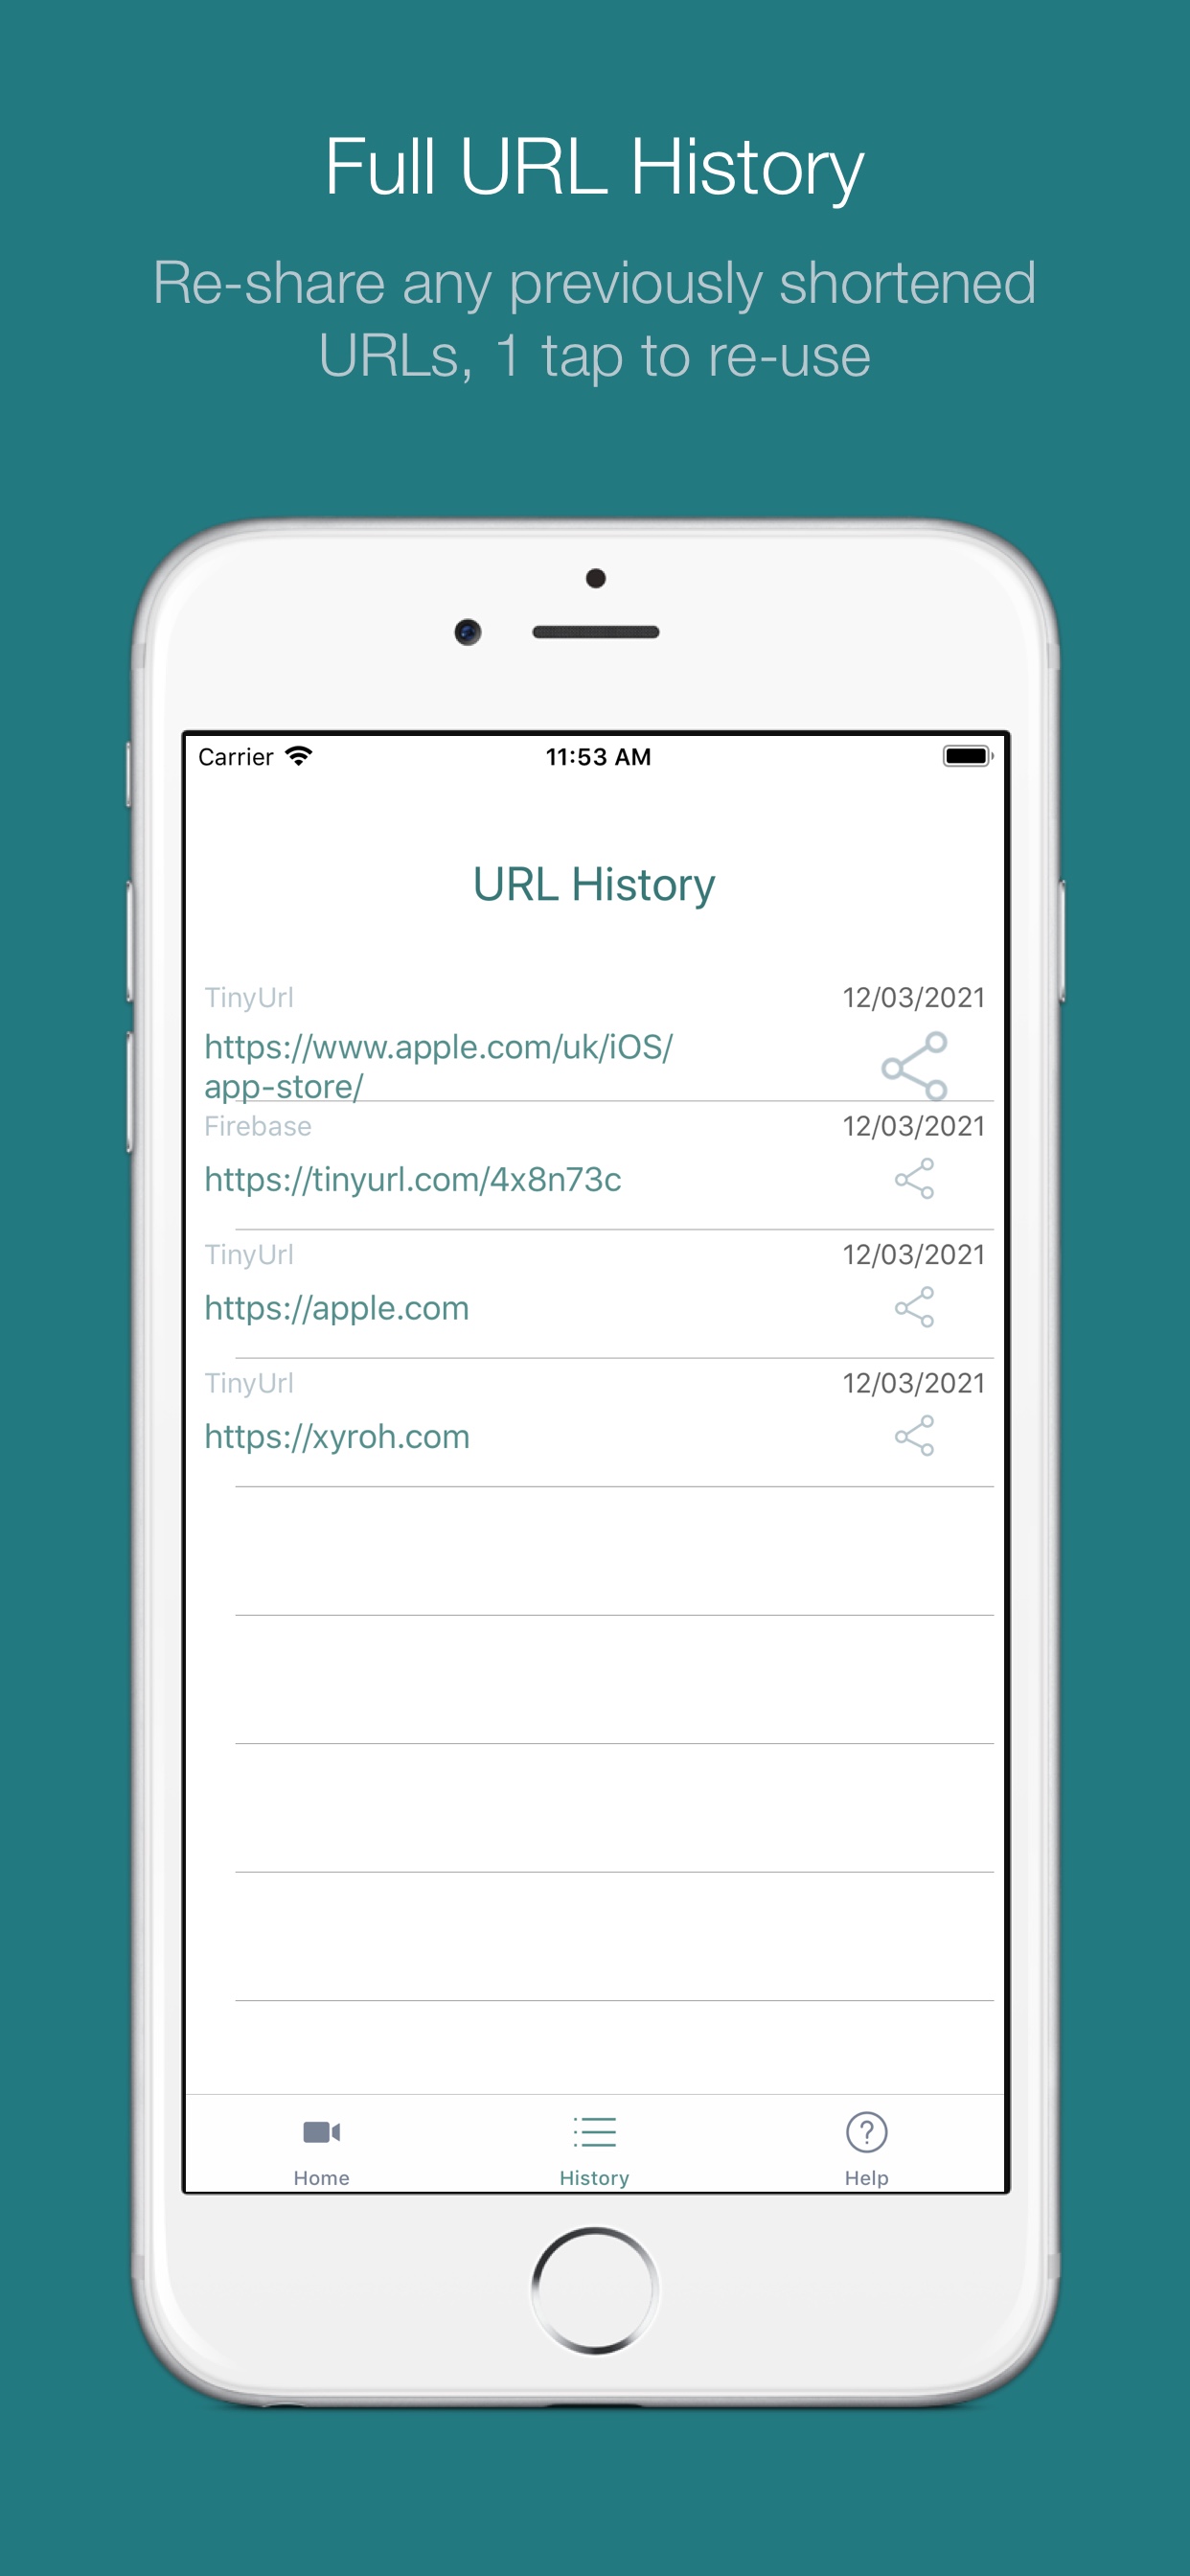 Full URL History
Re-share any previously shortened
URLs, 1 tap to re-use
Carrier 11:53 AM
URL History
TinyUrl 12/03/2021
https://www.apple.com/uk/iOS/
app-store/
Firebase 12/03/2021
https://tinyurl.com/4x8n73c
TinyUrl 12/03/2021
https://apple.com
TinyUrl 12/03/2021
https://xyroh.com
Home History Help